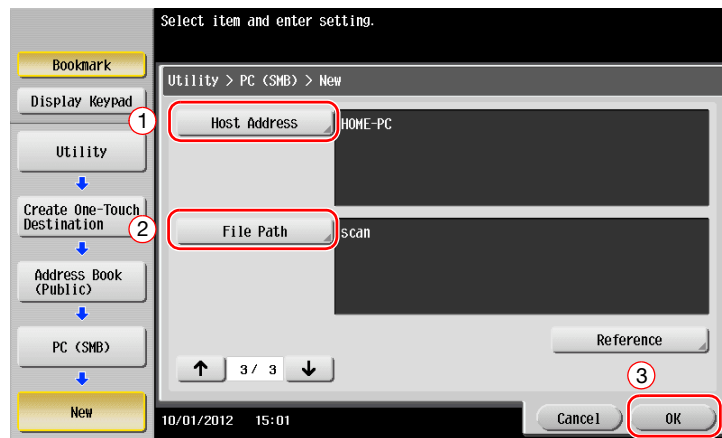 Select item and enter setting.
Bookmark
Display Keypad
Utility
Create One-Touch
Destination
Address Book
(Public)
PC (SMB)
New
Utility > PC (SMB) > New
1
Host Address
HOME-PC
2
File Path
scan
Reference
↑ 3/ 3 ↓
3
10/01/2012 15:01
Cancel
OK